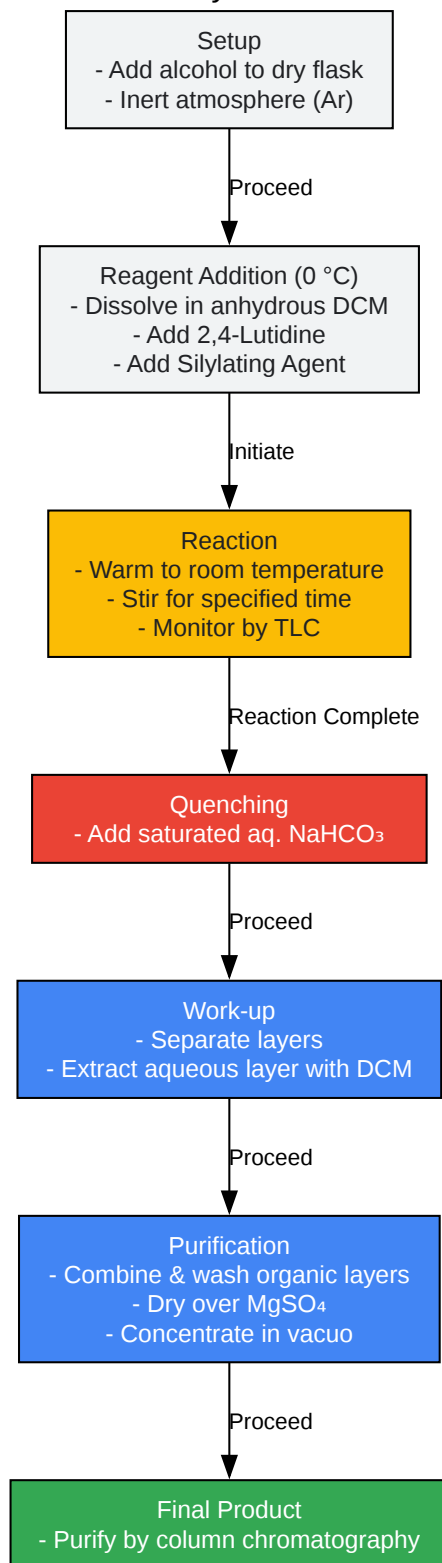 Setup
- Add alcohol to dry flask
- Inert atmosphere (Ar)
Proceed
Reagent Addition (0 °C)
- Dissolve in anhydrous DCM
- Add 2,4-Lutidine
- Add Silylating Agent
Initiate
Reaction
- Warm to room temperature
- Stir for specified time
- Monitor by TLC
Reaction Complete
Quenching
- Add saturated aq. NaHCO₃
Proceed
Work-up
- Separate layers
- Extract aqueous layer with DCM
Proceed
Purification
- Combine & wash organic layers
- Dry over MgSO₄
- Concentrate in vacuo
Proceed
Final Product
- Purify by column chromatography